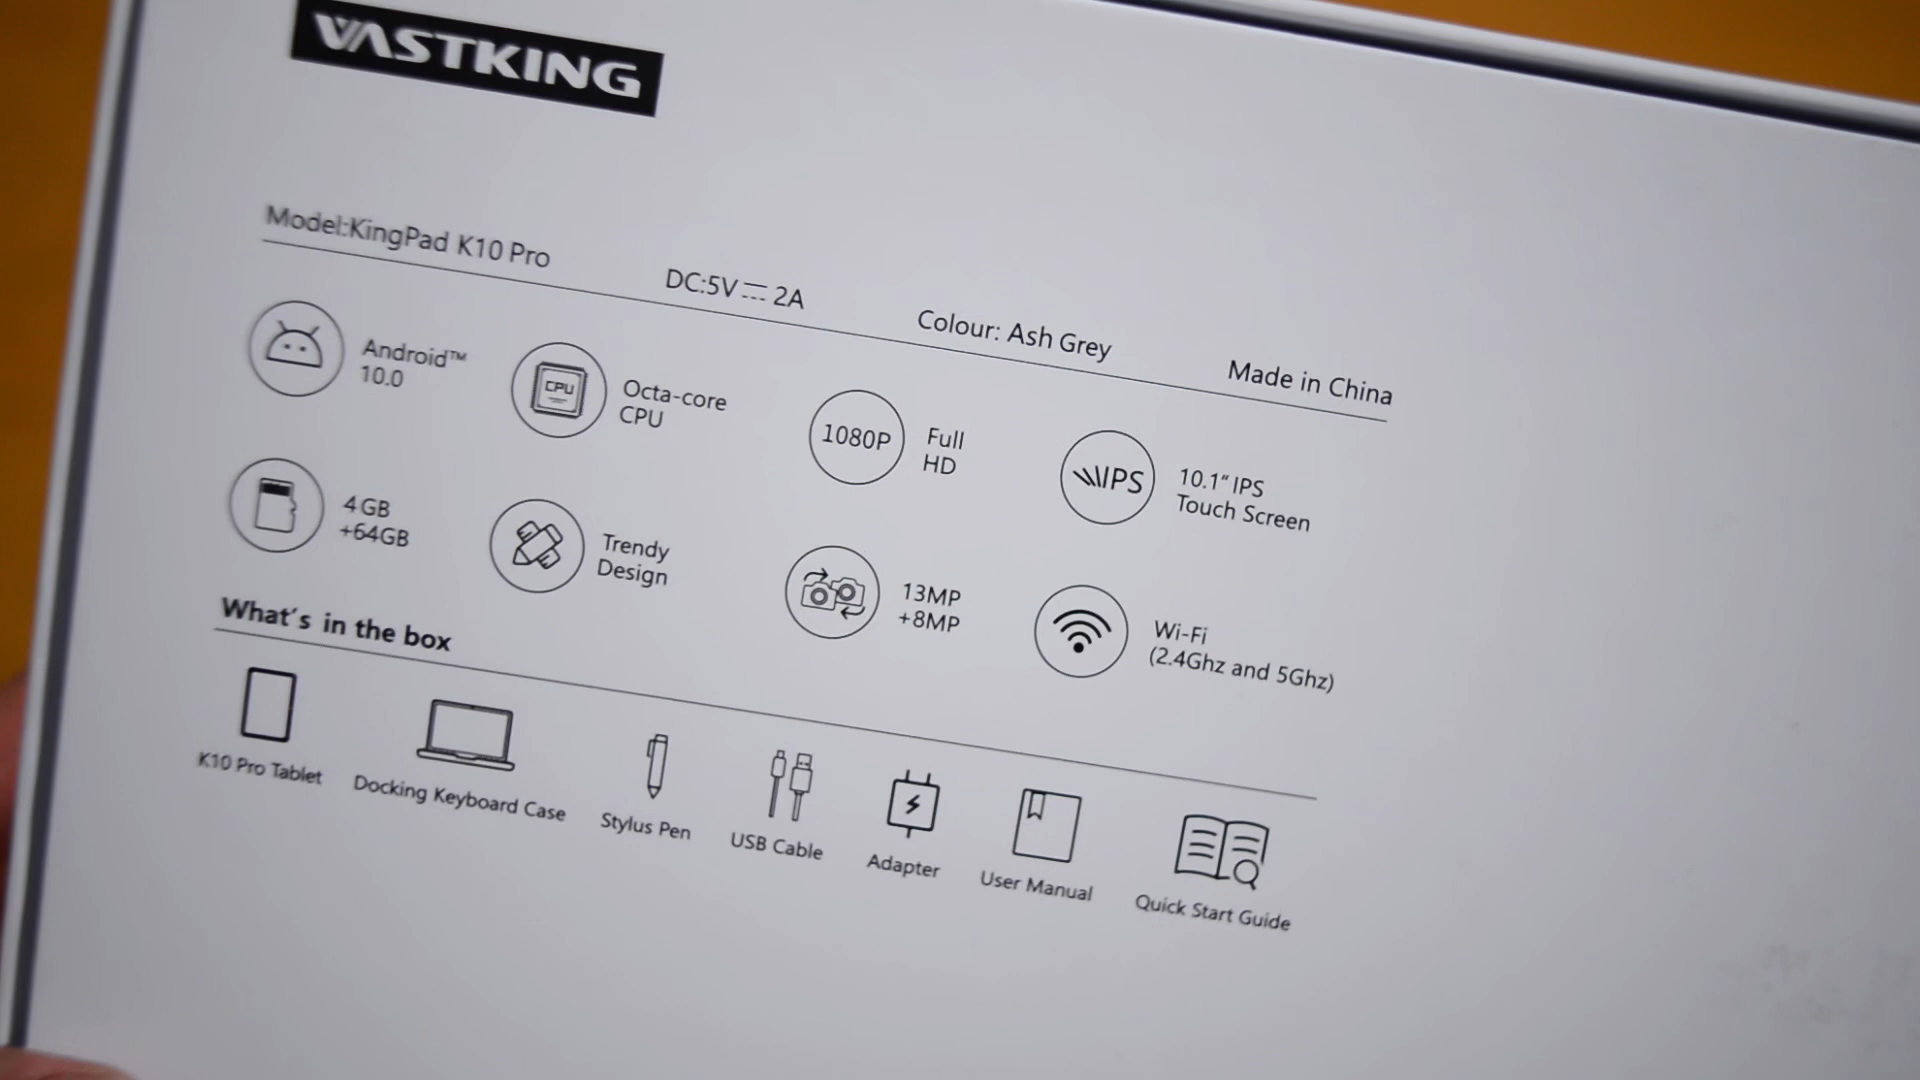 VASTKING
Model:KingPad K10 Pro
DC:5V⎓2A
Colour: Ash Grey
Made in China
Android™
10.0
CPU
Octa-core
CPU
1080P
Full
HD
IPS
10.1“ IPS
Touch Screen
4GB
+64GB
Trendy
Design
13MP
+8MP
Wi-Fi
(2.4Ghz and 5Ghz)
What’s in the box
K10 Pro Tablet
Docking Keyboard Case
Stylus Pen
USB Cable
Adapter
User Manual
Quick Start Guide